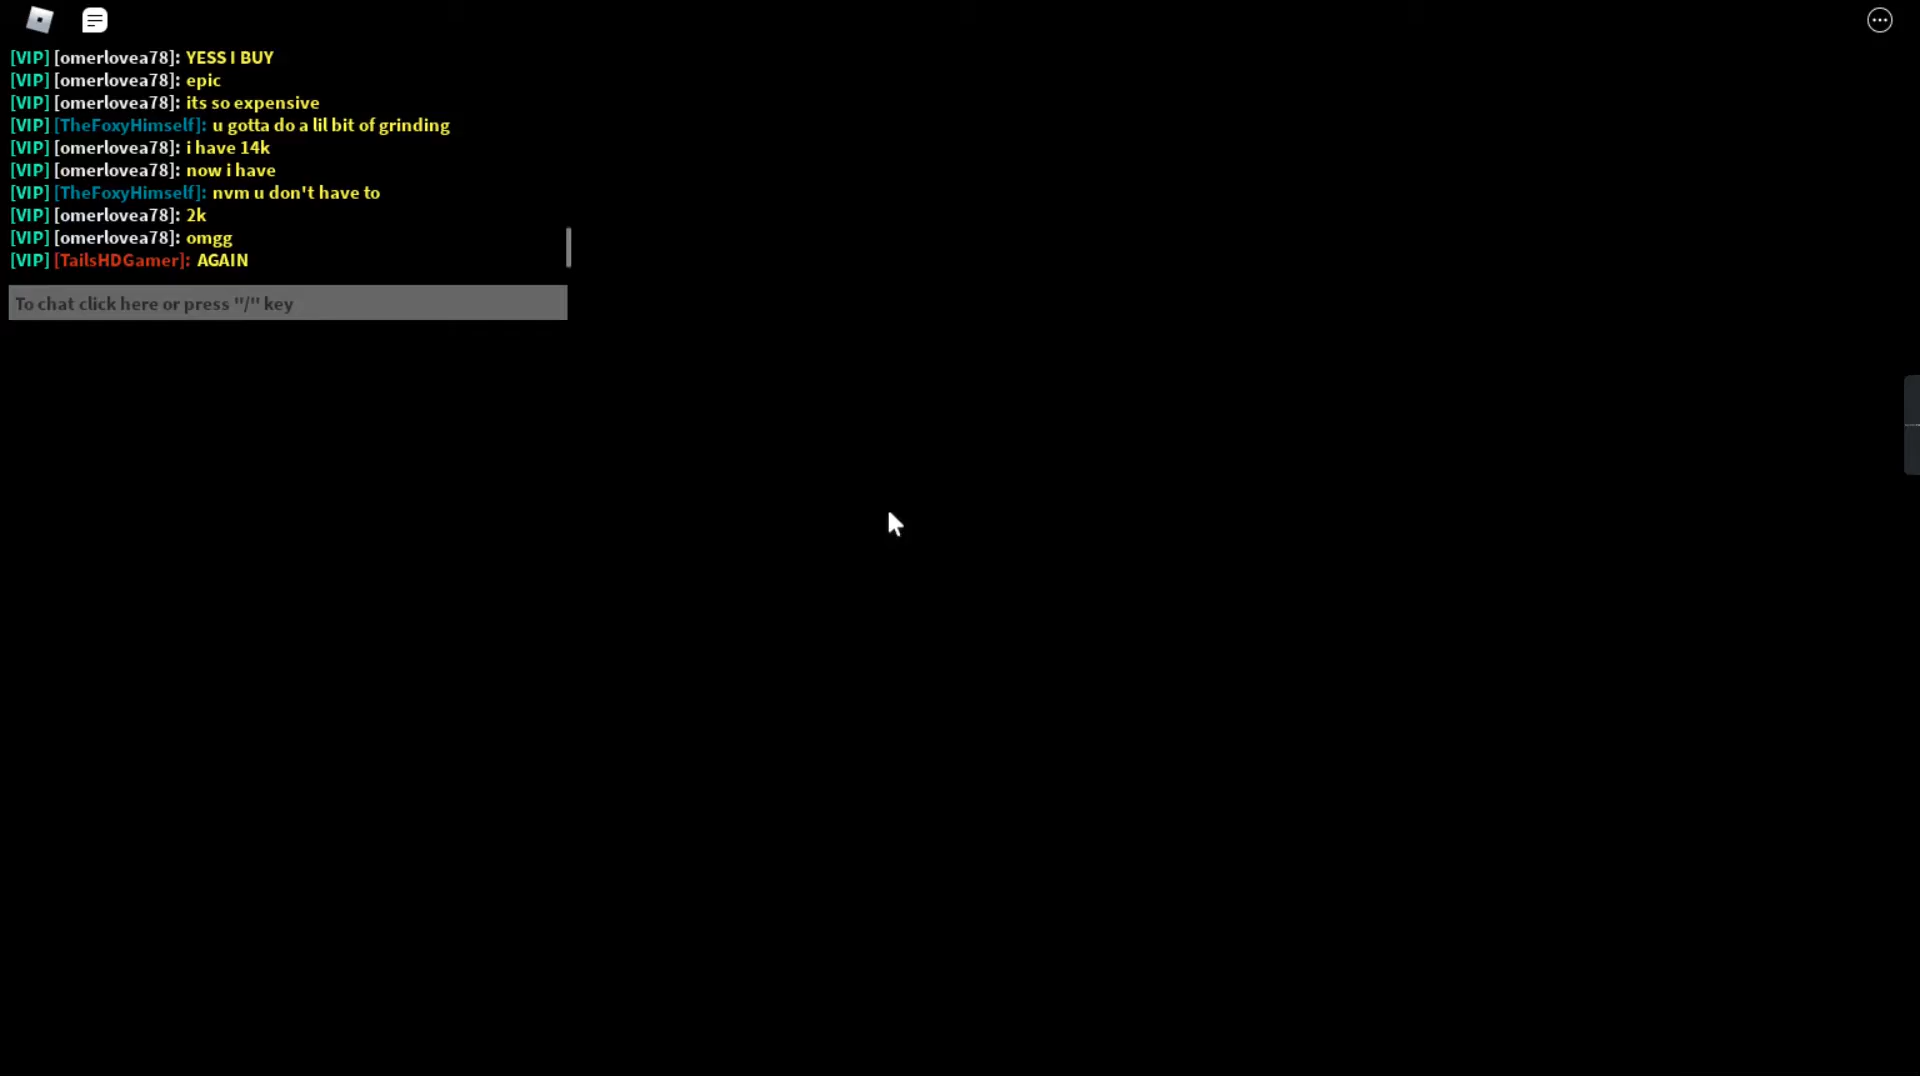 [VIP] [omerlovea78]: YESS I BUY
[VIP] [omerlovea78]: epic
[VIP] [omerlovea78]: its so expensive
[VIP] [TheFoxyHimself]: u gotta do a lil bit of grinding
[VIP] [omerlovea78]: i have 14k
[VIP] [omerlovea78]: now i have
[VIP] [TheFoxyHimself]: nvm u don't have to
[VIP] [omerlovea78]: 2k
[VIP] [omerlovea78]: omgg
[VIP] [TailsHDGamer]: AGAIN
To chat click here or press "/" key